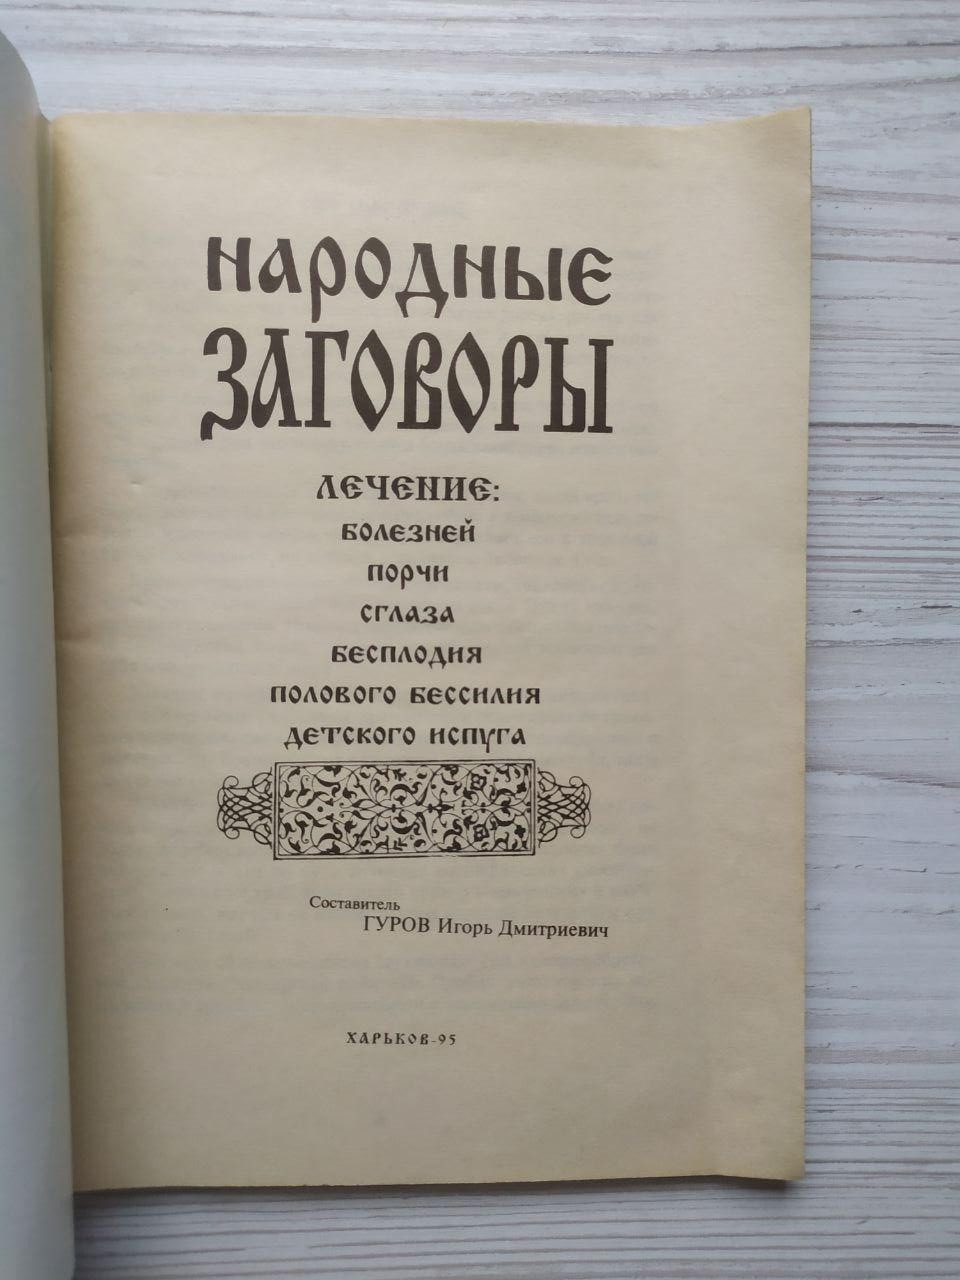 НАРОДНЫЕ
ЗАГОВОРЫ
ЛЕЧЕНИЕ:
БОЛЕЗНЕЙ
ПОРЧИ
СГЛАЗА
БЕСПЛОДИЯ
ПОЛОВОГО БЕССИЛИЯ
ДЕТСКОГО ИСПУГА
Составитель
ГУРОВ Игорь Дмитриевич
ХАРЬКОВ-95